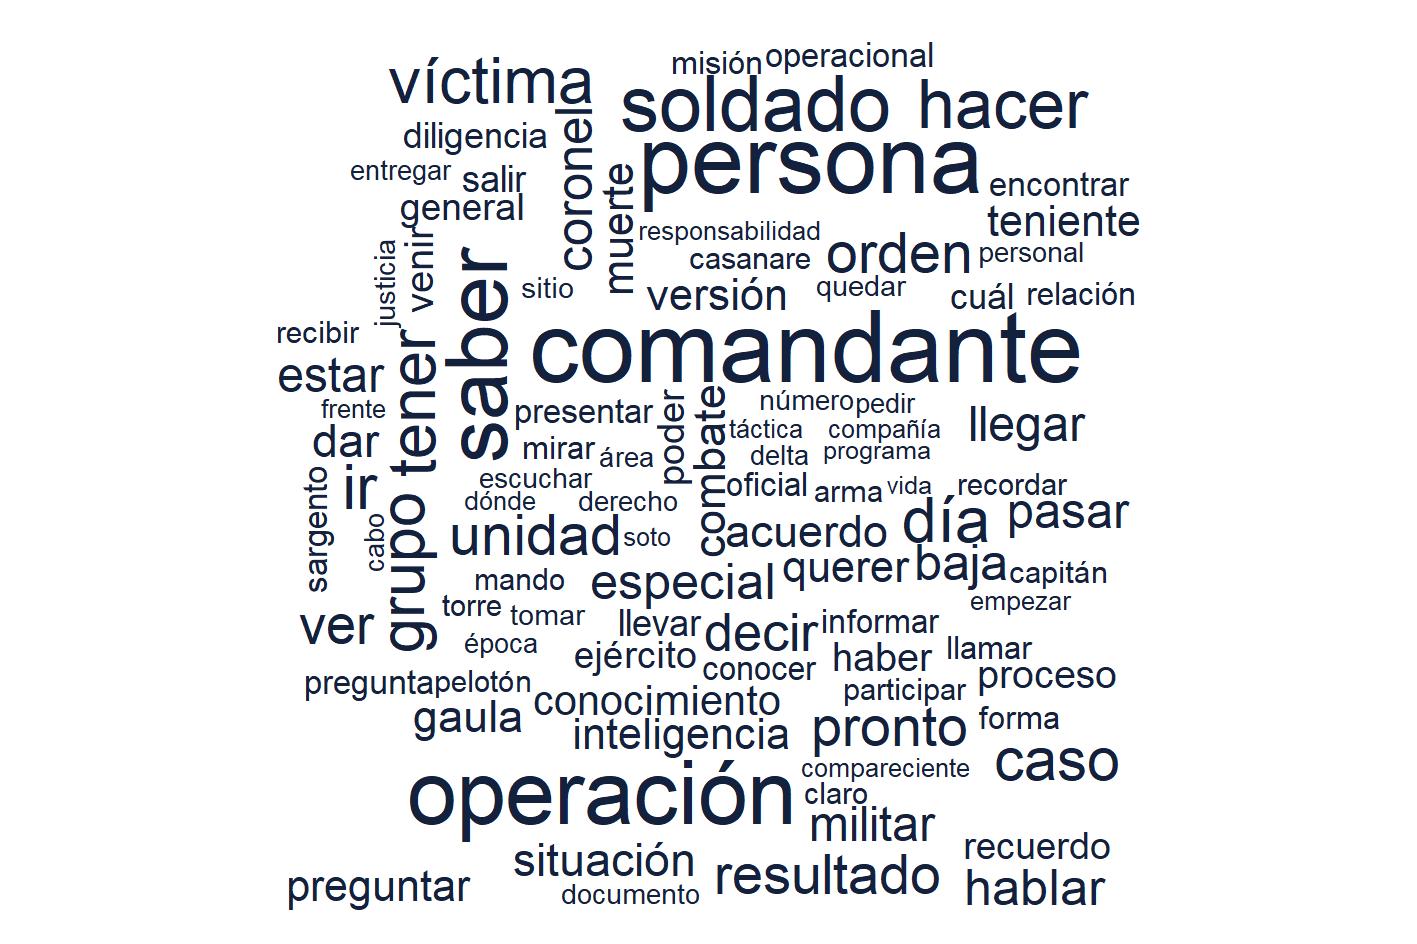 misión operacional
víctima
soldado hacer
diligencia
coronel
persona
entregar salir
muerte
encontrar
general
teniente
responsabilidad
orden personal
casanare
venir
justicia
saber
sitio
versión quedar
cuál relación
recibir
comandante
tener
estar
frente
presentar
poder
combate
número pedir
llegar
dar
mirar
táctica compañía
área
delta programa
ir
escuchar
oficial arma vida recordar
sargento
dónde derecho
cabo
grupo
unidad soto
acuerdo día pasar
mando
especial querer baja capitán
torre tomar
empezar
ver
llevar decir informar
época
ejército conocer haber llamar
pregunta pelotón
participar proceso
gaula conocimiento
inteligencia pronto forma
operación
compareciente caso
claro
militar
situación
recuerdo
preguntar
documento resultado hablar